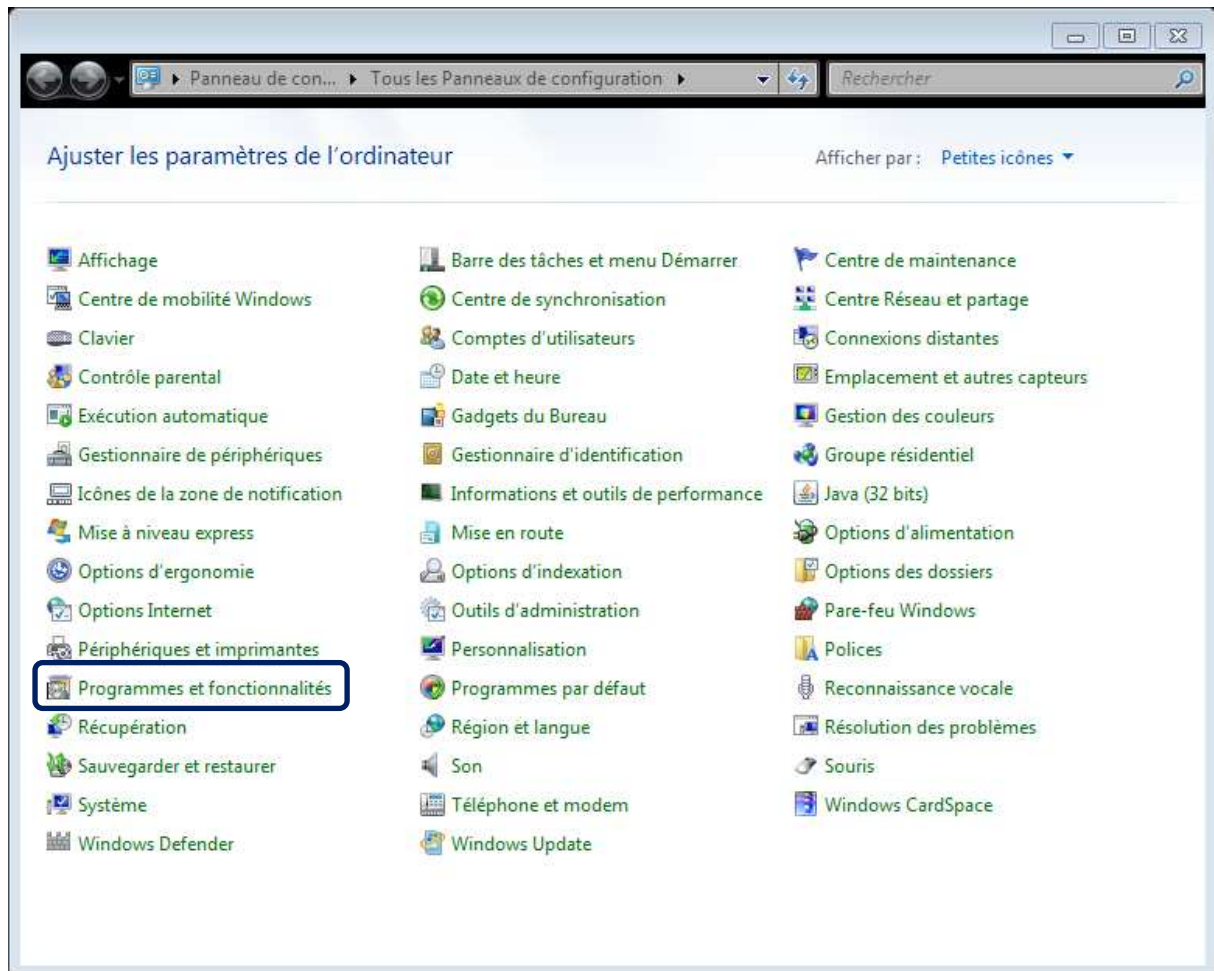 Panneau de con... Tous les Panneaux de configuration Rechercher
Ajuster les paramètres de l'ordinateur Afficher par : Petites icônes
Affichage Barre des tâches et menu Démarrer Centre de maintenance
Centre de mobilité Windows Centre de synchronisation Centre Réseau et partage
Clavier Comptes d'utilisateurs Connexions distantes
Contrôle parental Date et heure Emplacement et autres capteurs
Exécution automatique Gadgets du Bureau Gestion des couleurs
Gestionnaire de périphériques Gestionnaire d'identification Groupe résidentiel
Icônes de la zone de notification Informations et outils de performance Java (32 bits)
Mise à niveau express Mise en route Options d'alimentation
Options d'ergonomie Options d'indexation Options des dossiers
Options Internet Outils d'administration Pare-feu Windows
Périphériques et imprimantes Personnalisation Polices
Programmes et fonctionnalités Programmes par défaut Reconnaissance vocale
Récupération Région et langue Résolution des problèmes
Sauvegarder et restaurer Son Souris
Système Téléphone et modem Windows CardSpace
Windows Defender Windows Update